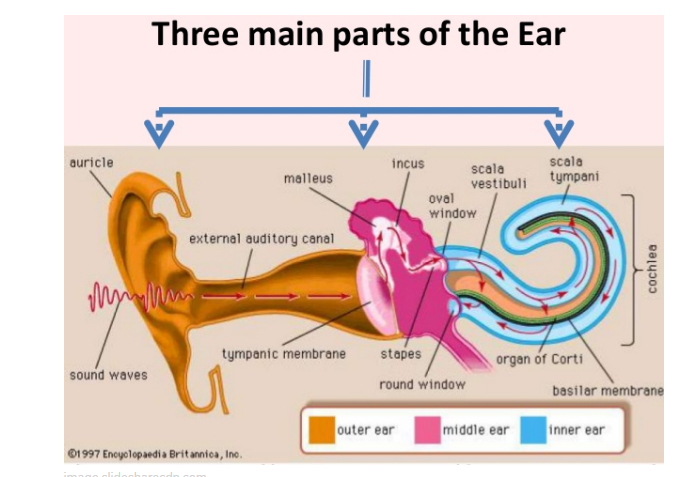 Three main parts of the Ear
auricle
malleus
incus
scala
vestibuli
scala
tympani
oval
window
external auditory canal
cochlea
tympanic membrane
stapes
organ of Corti
sound waves
round window
basilar membrane
outer ear
middle ear
inner ear
©1997 Encyclopaedia Britannica, Inc.